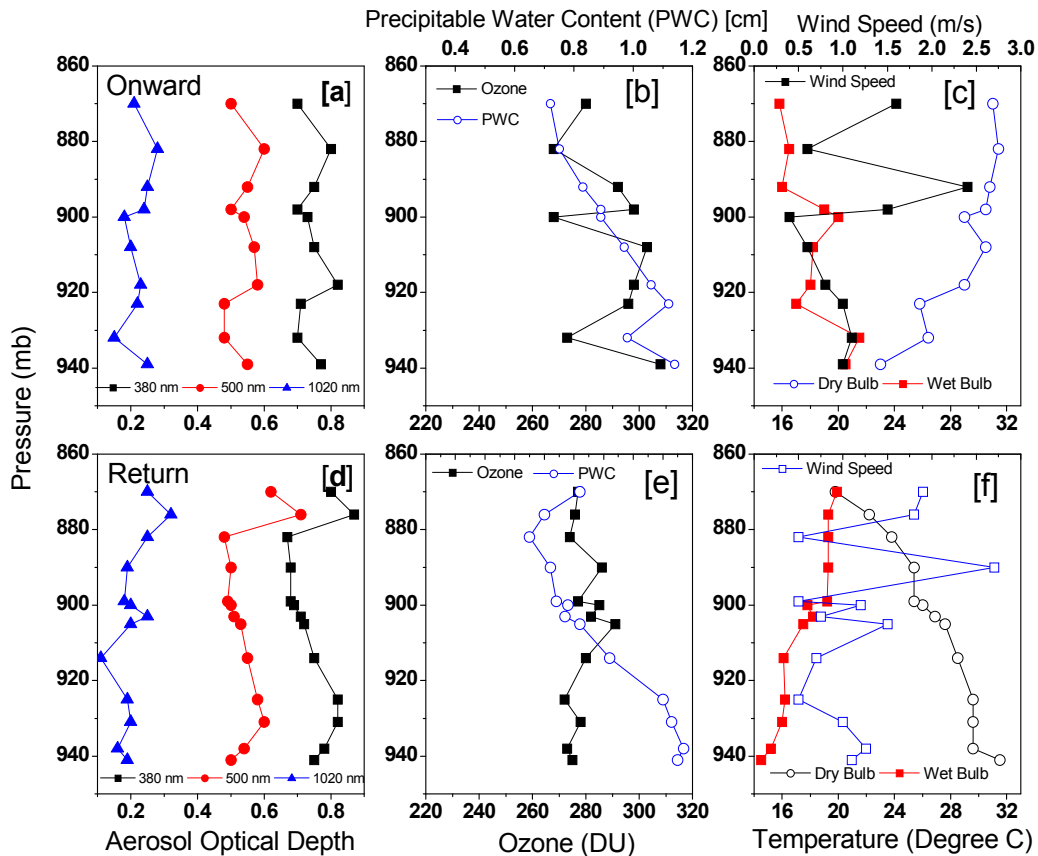 Precipitable Water Content (PWC) [cm]
Wind Speed (m/s)
0.4 0.6 0.8 1.0 1.2
0.0 0.5 1.0 1.5 2.0 2.5 3.0
Pressure (mb)
860
880
900
920
940
Onward
[a]
380 nm 500 nm 1020 nm
0.2 0.4 0.6 0.8
860
880
900
920
940
[b]
Ozone
PWC
220 240 260 280 300 320
860
880
900
920
940
[c]
Wind Speed
Dry Bulb Wet Bulb
16 20 24 28 32
860
880
900
920
940
Return
[d]
380 nm 500 nm 1020 nm
0.2 0.4 0.6 0.8
Aerosol Optical Depth
860
880
900
920
940
[e]
Ozone PWC
220 240 260 280 300 320
Ozone (DU)
860
880
900
920
940
[f]
Wind Speed
Dry Bulb Wet Bulb
16 20 24 28 32
Temperature (Degree C)